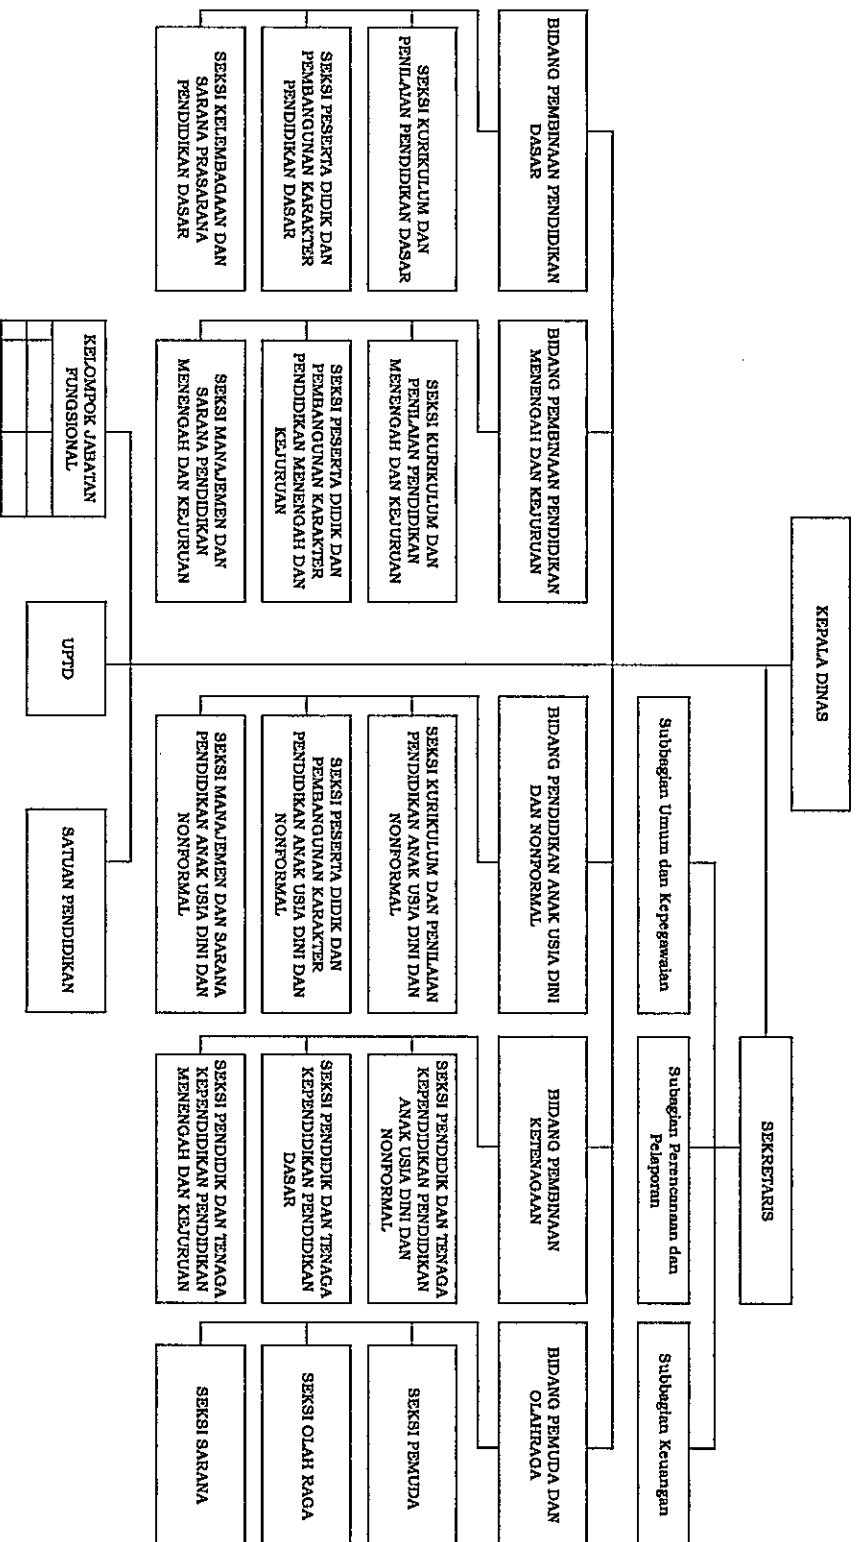 KEPALA DINAS
SEKRETARIS
Subbagian Umum dan Kepegawaian
Subagian Perencanaan dan
Pelaporan
Subbagian Keuangan
BIDANG PEMBINAAN PENDIDIKAN
DASAR
BIDANG PEMBINAAN PENDIDIKAN
MENENGAH DAN KEJURUAN
BIDANG PENDIDIKAN ANAK USIA DINI
DAN NONFORMAL
BIDANG PEMBINAAN
KETENAGAAN
BIDANG PEMUDA DAN
OLAHRAGA
SEKSI KURIKULUM DAN
PENILAIAN PENDIDIKAN DASAR
SEKSI KURIKULUM DAN
PENILAIAN PENDIDIKAN
MENENGAH DAN KEJURUAN
SEKSI KURIKULUM DAN PENILAIAN
PENDIDIKAN ANAK USIA DINI DAN
NONFORMAL
SEKSI PENDIDIK DAN TENAGA
KEPENDIDIKAN PENDIDIKAN
ANAK USIA DINI DAN
NONFORMAL
SEKSI PEMUDA
SEKSI PESERTA DIDIK DAN
PEMBANGUNAN KARAKTER
PENDIDIKAN DASAR
SEKSI PESERTA DIDIK DAN
PEMBANGUNAN KARAKTER
PENDIDIKAN MENENGAH DAN
KEJURUAN
SEKSI PESERTA DIDIK DAN
PEMBANGUNAN KARAKTER
PENDIDIKAN ANAK USIA DINI DAN
NONFORMAL
SEKSI PENDIDIK DAN TENAGA
KEPENDIDIKAN PENDIDIKAN
DASAR
SEKSI OLAH RAGA
SEKSI KELEMBAGAAN DAN
SARANA PRASARANA
PENDIDIKAN DASAR
SEKSI MANAJEMEN DAN
SARANA PENDIDIKAN
MENENGAH DAN KEJURUAN
SEKSI MANAJEMEN DAN SARANA
PENDIDIKAN ANAK USIA DINI DAN
NONFORMAL
SEKSI PENDIDIK DAN TENAGA
KEPENDIDIKAN PENDIDIKAN
MENENGAH DAN KEJURUAN
SEKSI SARANA
KELOMPOK JABATAN
FUNGSIONAL
UPTD
SATUAN PENDIDIKAN